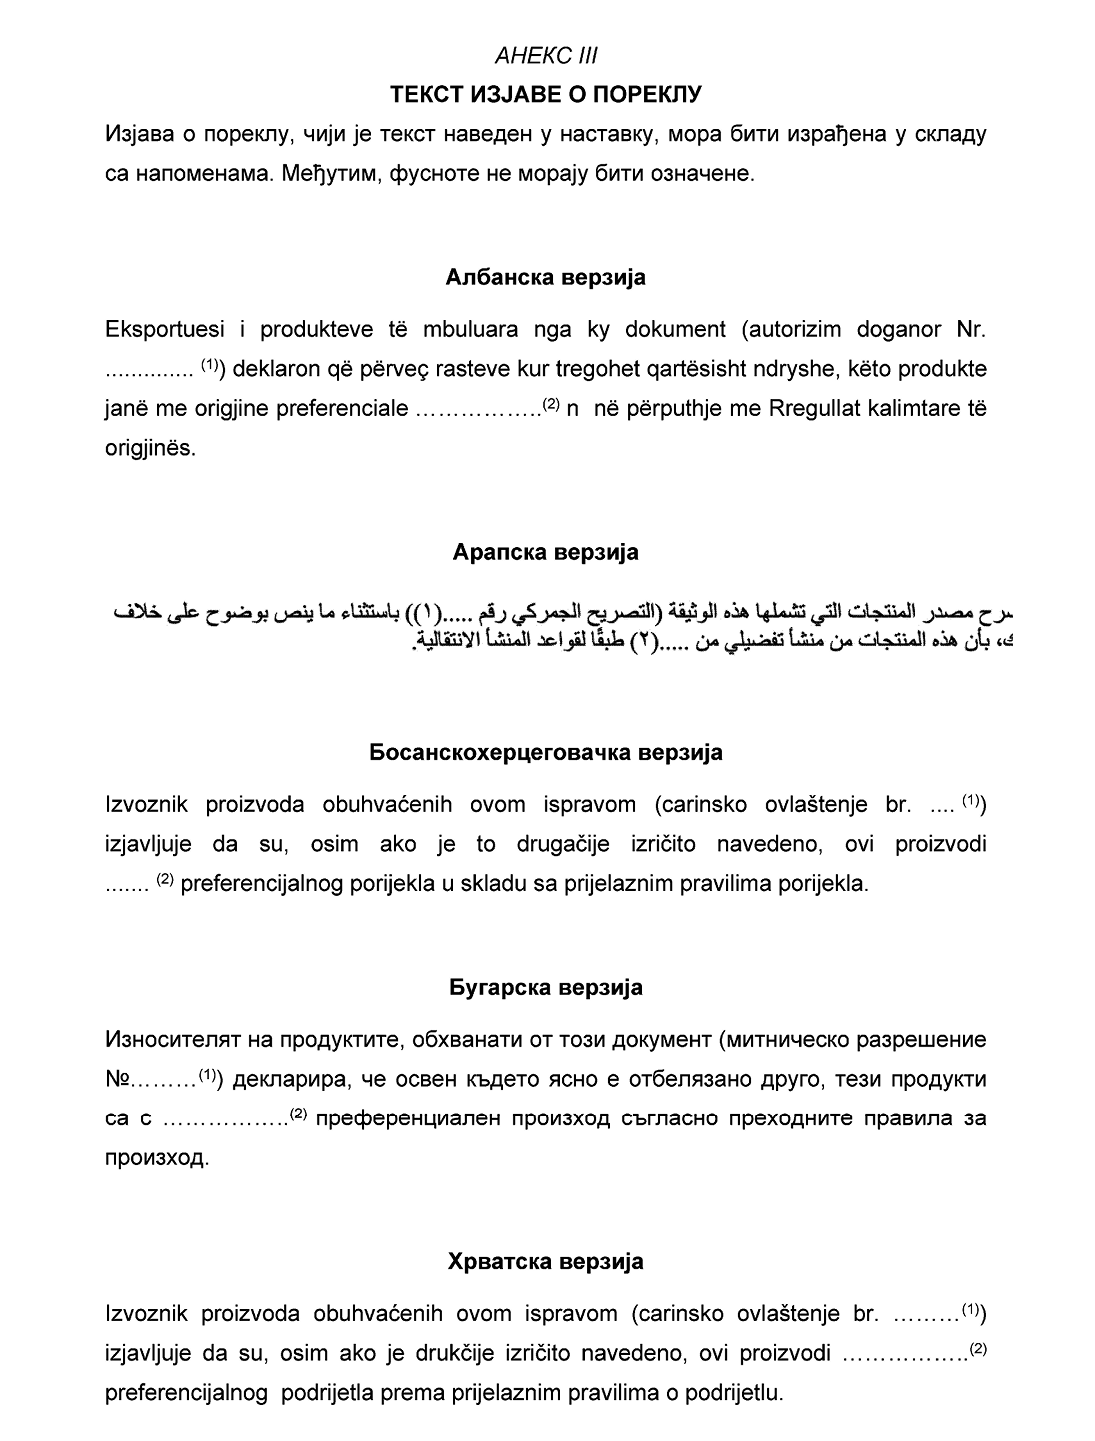 АНЕКС III
ТЕКСТ ИЗЈАВЕ О ПОРЕКЛУ
Изјава о пореклу, чији је текст наведен у наставку, мора бити израђена у складу
са напоменама. Међутим, фусноте не морају бити означене.
Албанска верзија
Eksportuesi i produkteve të mbuluara nga ky dokument (autorizim doganor Nr.
.............. (1)) deklaron që përveç rasteve kur tregohet qartësisht ndryshe, këto produkte
janë me origjine preferenciale ……………..(2) n në përputhje me Rregullat kalimtare të
origjinës.
Арапска верзија
مصدر المنتجات التي تشملها هذه الوثيقة (التصريح الجمركي رقم .....(١)) باستثناء ما ينص بوضوح على خلاف
بأن هذه المنتجات من منشأ تفضيلي من .....(٢) طبقًا لقواعد المنشأ الانتقالية.
Босанскохерцеговачка верзија
Izvoznik proizvoda obuhvaćenih ovom ispravom (carinsko ovlaštenje br. .... (1))
izjavljuje da su, osim ako je to drugačije izričito navedeno, ovi proizvodi
....... (2) preferencijalnog porijekla u skladu sa prijelaznim pravilima porijekla.
Бугарска верзија
Износителят на продуктите, обхванати от този документ (митническо разрешение
№………(1)) декларира, че освен където ясно е отбелязано друго, тези продукти
са с ……………..(2) преференциален произход съгласно преходните правила за
произход.
Хрватска верзија
Izvoznik proizvoda obuhvaćenih ovom ispravom (carinsko ovlaštenje br. ………(1))
izjavljuje da su, osim ako je drukčije izričito navedeno, ovi proizvodi ……………..(2)
preferencijalnog podrijetla prema prijelaznim pravilima o podrijetlu.